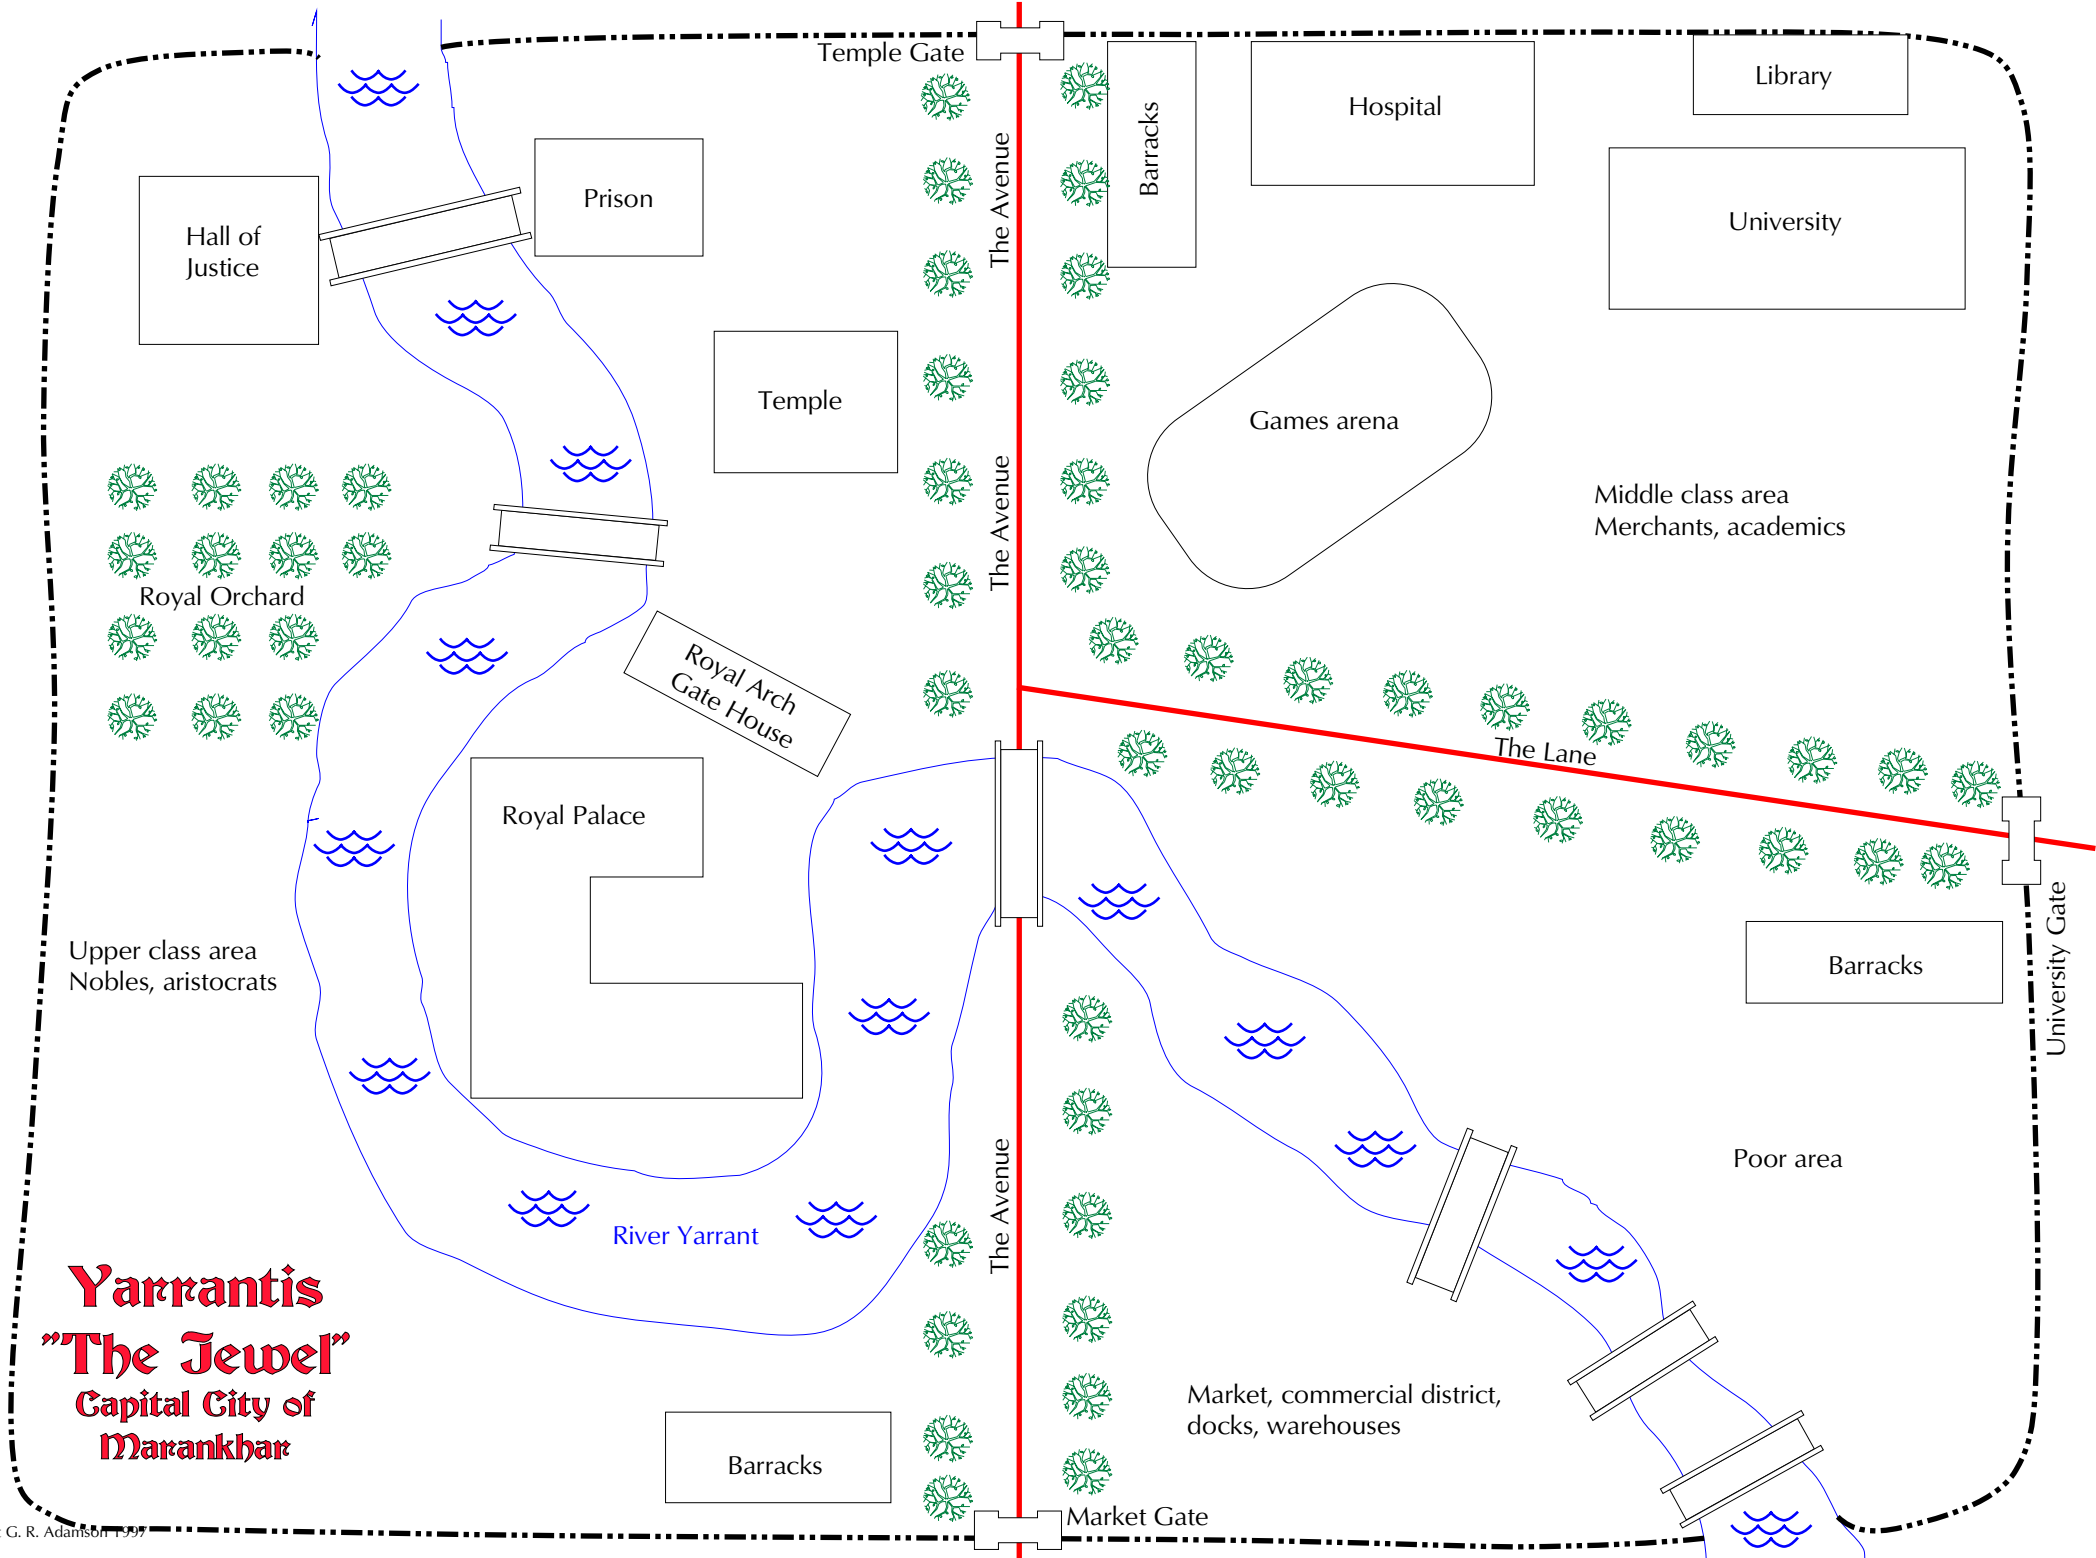 Temple Gate
Library
Hospital
Barracks
The Avenue
Prison
University
Hall of
Justice
Temple
Games arena
Middle class area
Merchants, academics
The Avenue
Royal Orchard
Royal Arch
Gate House
The Lane
Royal Palace
University Gate
Upper class area
Nobles, aristocrats
Barracks
Poor area
The Avenue
River Yarrant
Yarrantis
"The Jewel"
Capital City of
Marankhar
Market, commercial district,
docks, warehouses
Barracks
Market Gate
G. R. Adamson 1997